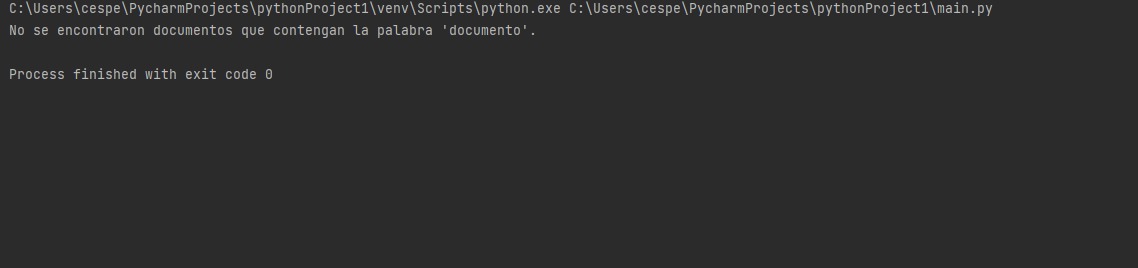 C:\Users\cespe\PycharmProjects\pythonProject1\venv\Scripts\python.exe C:\Users\cespe\PycharmProjects\pythonProject1\main.py
No se encontraron documentos que contengan la palabra 'documento'.
Process finished with exit code 0